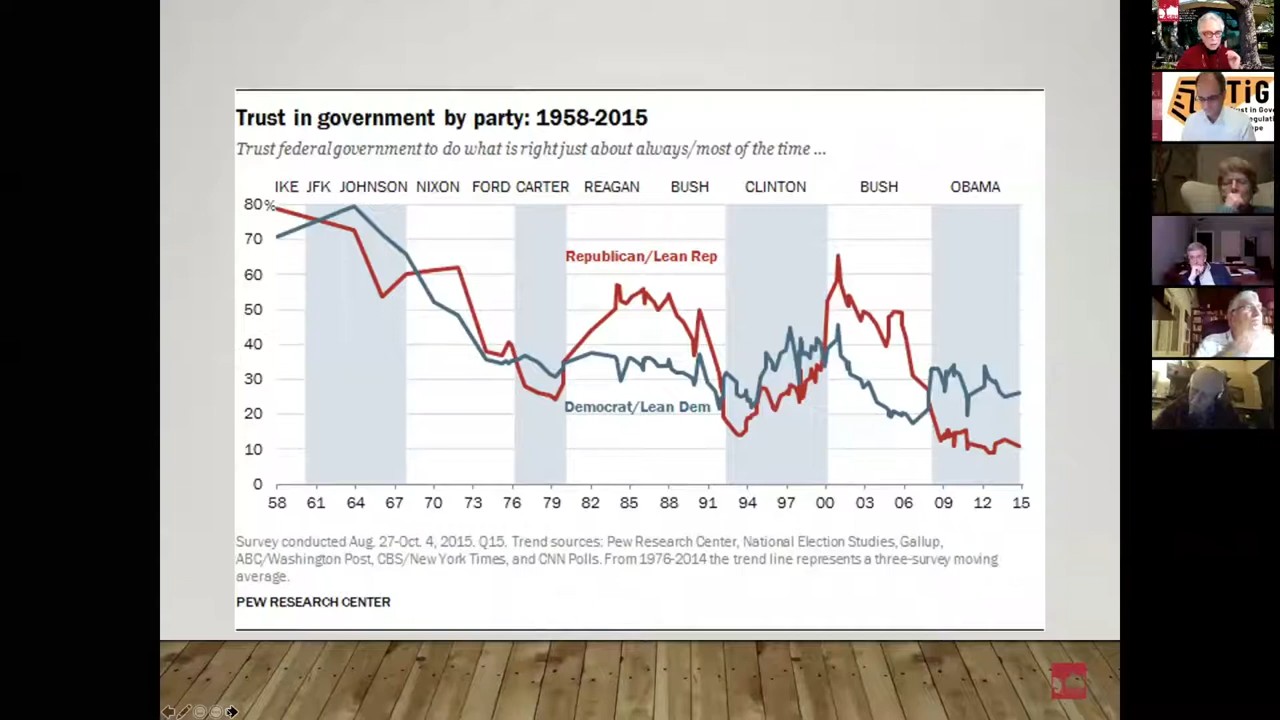 Trust in government by party: 1958-2015
Trust federal government to do what is right just about always/most of the time ...
IKE JFK JOHNSON NIXON FORD CARTER REAGAN BUSH CLINTON BUSH OBAMA
80%
70
60
50
40
30
20
10
0
Republican/Lean Rep
Democrat/Lean Dem
58 61 64 67 70 73 76 79 82 85 88 91 94 97 00 03 06 09 12 15
Survey conducted Aug. 27-Oct. 4, 2015. Q15. Trend sources: Pew Research Center, National Election Studies, Gallup,
ABC/Washington Post, CBS/New York Times, and CNN Polls. From 1976-2014 the trend line represents a three-survey moving
average.
PEW RESEARCH CENTER
TiG